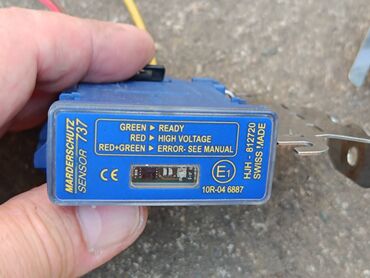 MARDERSCHUTZ
SENSOR 737
GREEN ► READY
RED ► HIGH VOLTAGE
RED+GREEN ► ERROR- SEE MANUAL
CE
E1
10R-04 6887
HJH - 812720
SWISS MADE